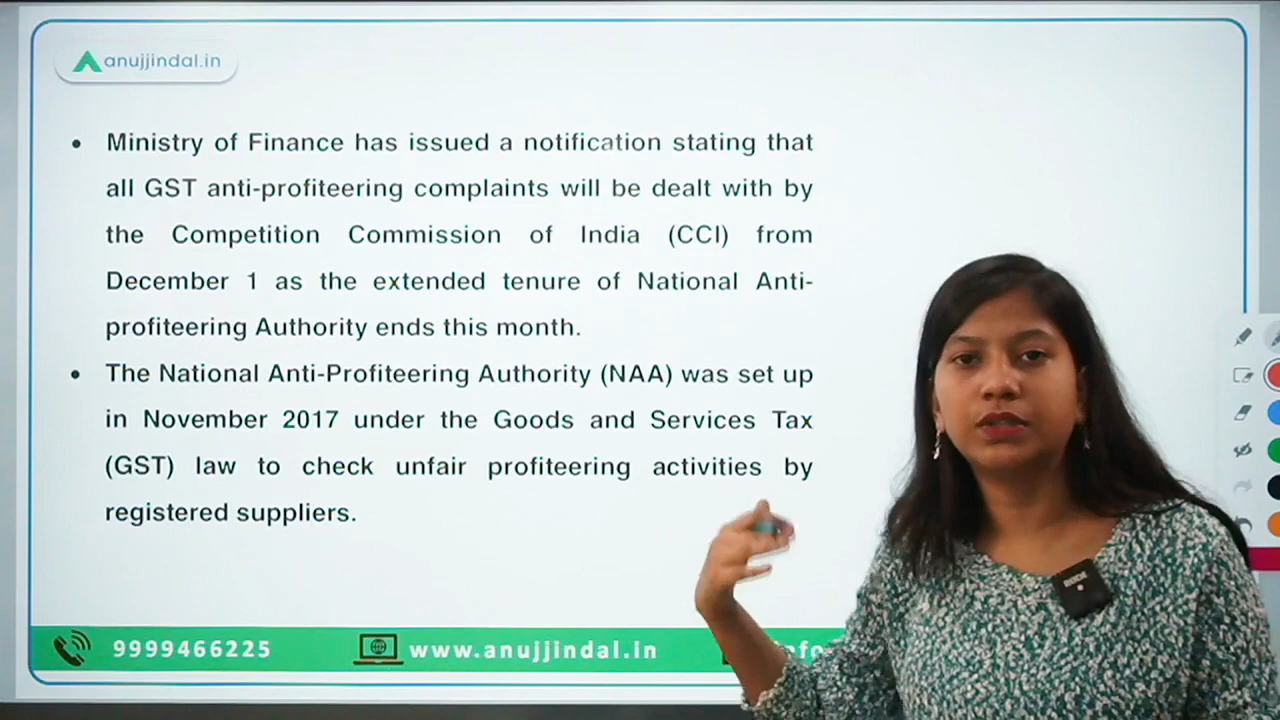 anujjindal.in
• Ministry of Finance has issued a notification stating that
all GST anti-profiteering complaints will be dealt with by
the Competition Commission of India (CCI) from
December 1 as the extended tenure of National Anti-
profiteering Authority ends this month.
• The National Anti-Profiteering Authority (NAA) was set up
in November 2017 under the Goods and Services Tax
(GST) law to check unfair profiteering activities by
registered suppliers.
RODE
9999466225 www.anujjindal.in